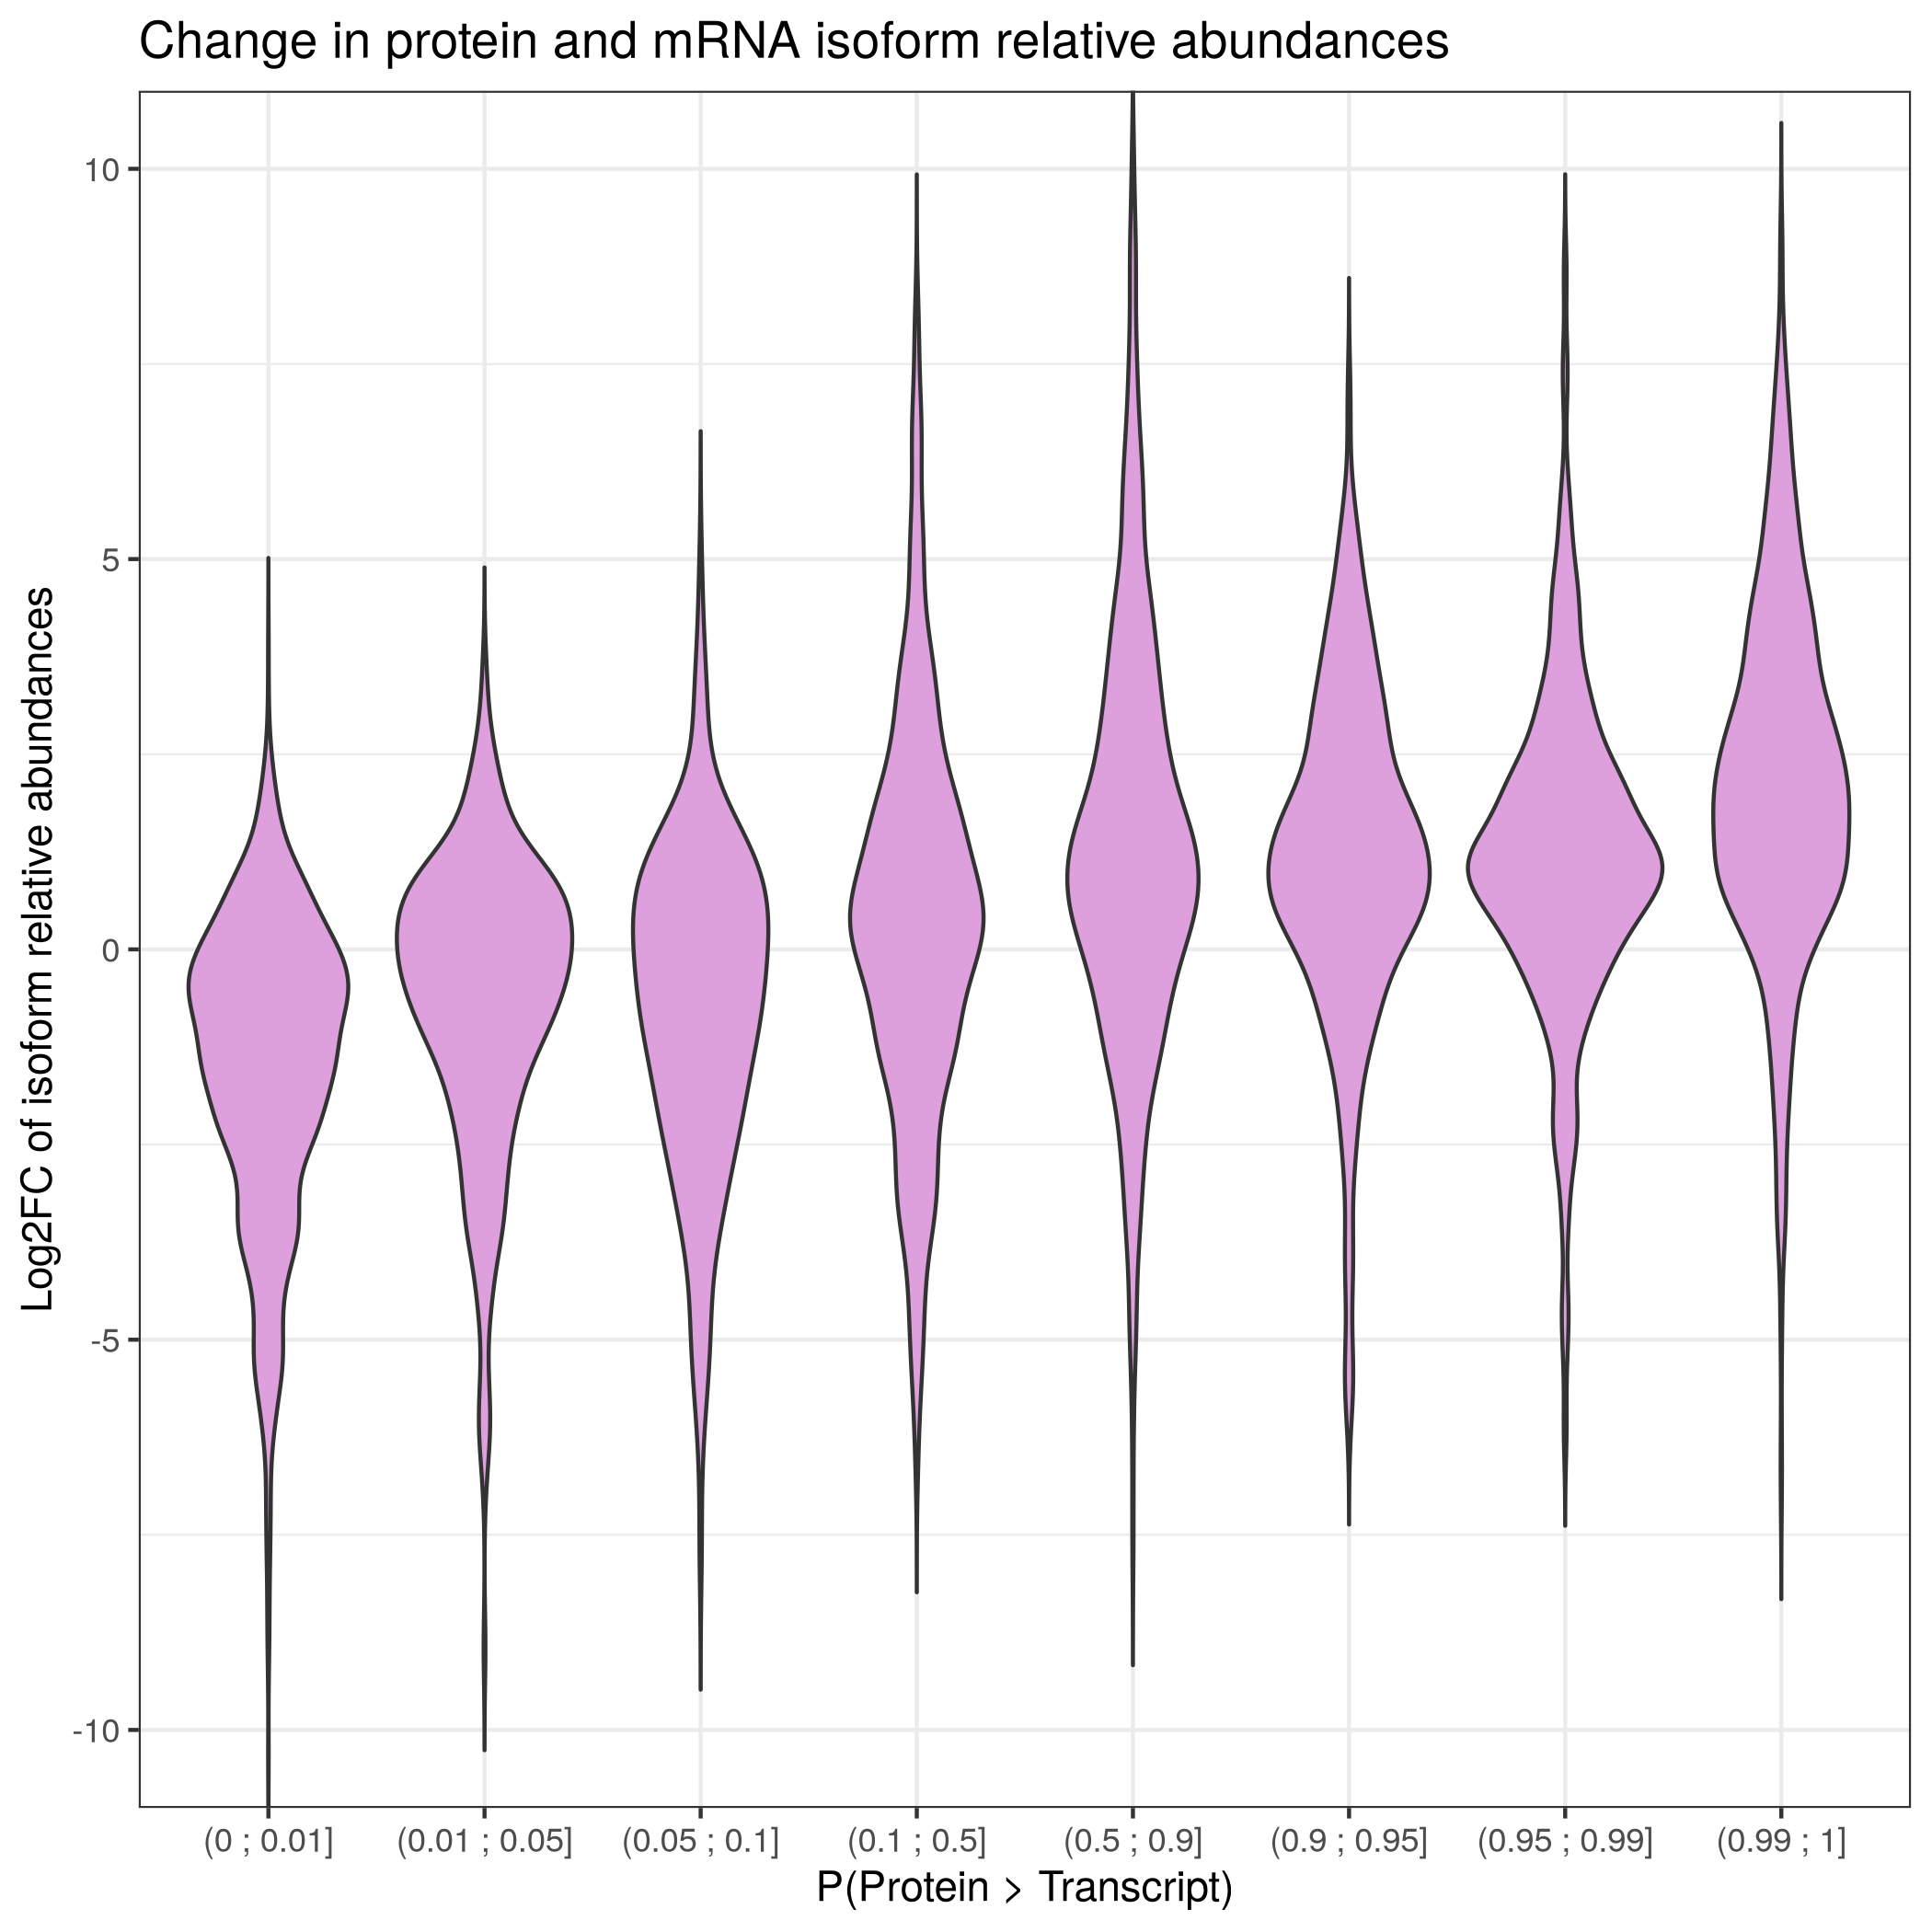 Change in protein and mRNA isoform relative abundances
Log2FC of isoform relative abundances
10
5
0
-5
-10
(0 ; 0.01]
(0.01 ; 0.05]
(0.05 ; 0.1]
(0.1 ; 0.5]
(0.5 ; 0.9]
(0.9 ; 0.95]
(0.95 ; 0.99]
(0.99 ; 1]
P(Protein > Transcript)